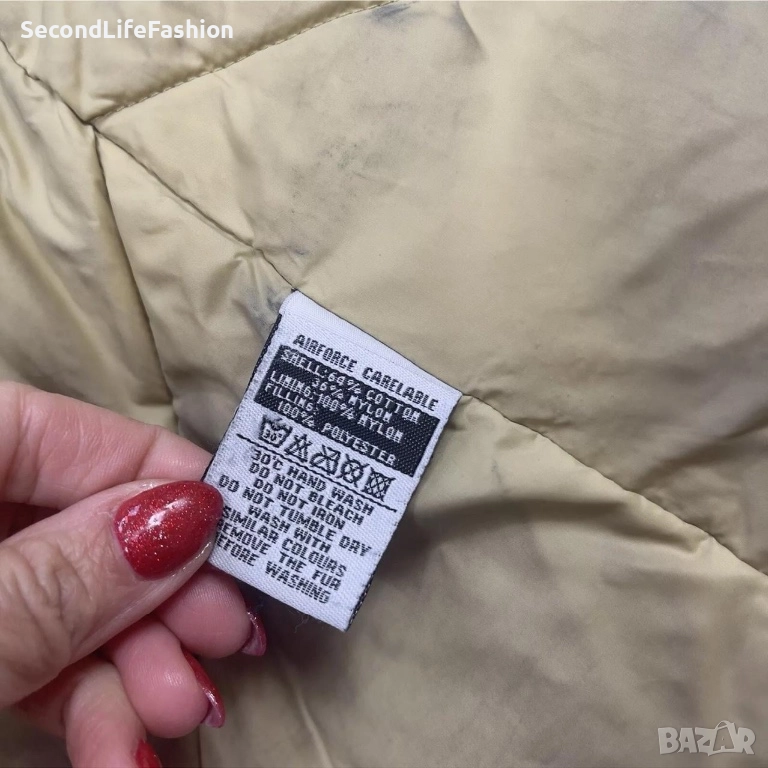 SecondLifeFashion
AIRFORCE CARELABLE
SHELL: 64% COTTON
36% NYLON
LINING: 100% NYLON
FILLING:
100% POLYESTER
30
30°C HAND WASH
DO NOT BLEACH
DO NOT IRON
DO NOT TUMBLE DRY
WASH WITH
SIMILAR COLOURS
REMOVE THE FUR
BEFORE WASHING
BAZAR